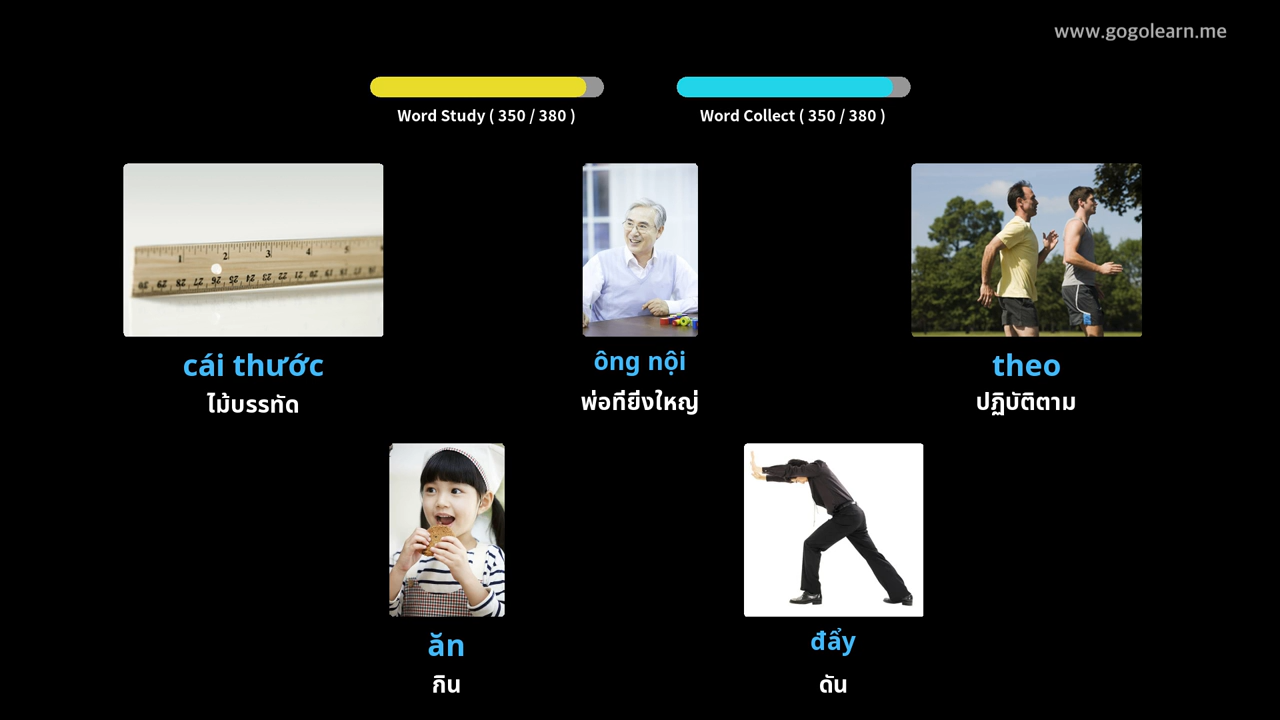 www.gogolearn.me
Word Study ( 350 / 380 )
Word Collect ( 350 / 380 )
cái thước
ไม้บรรทัด
ông nội
พ่อที่ยิ่งใหญ่
theo
ปฏิบัติตาม
ăn
กิน
đẩy
ดัน